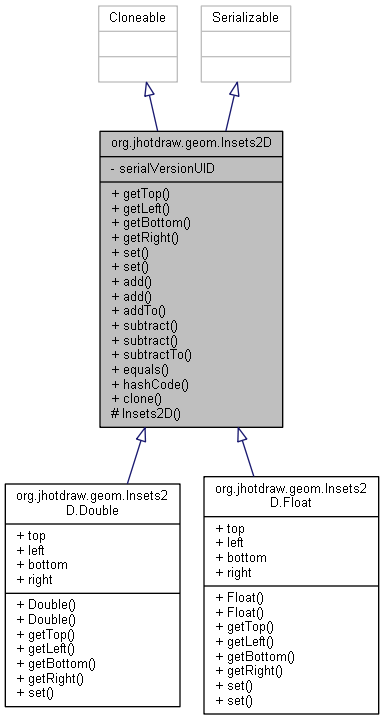 Cloneable
Serializable
org.jhotdraw.geom.Insets2D
- serialVersionUID
+ getTop()
+ getLeft()
+ getBottom()
+ getRight()
+ set()
+ set()
+ add()
+ add()
+ addTo()
+ subtract()
+ subtract()
+ subtractTo()
+ equals()
+ hashCode()
+ clone()
# Insets2D()
org.jhotdraw.geom.Insets2
D.Double
+ top
+ left
+ bottom
+ right
+ Double()
+ Double()
+ getTop()
+ getLeft()
+ getBottom()
+ getRight()
+ set()
org.jhotdraw.geom.Insets2
D.Float
+ top
+ left
+ bottom
+ right
+ Float()
+ Float()
+ getTop()
+ getLeft()
+ getBottom()
+ getRight()
+ set()
+ set()